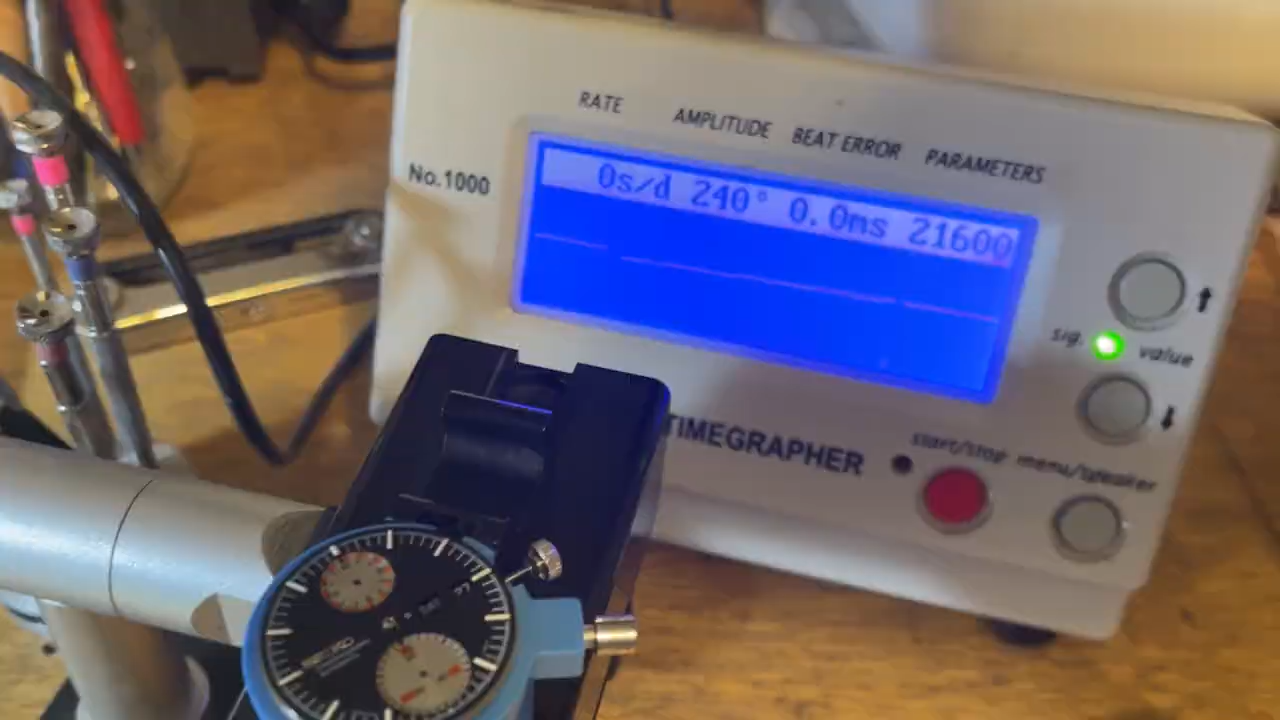 RATE AMPLITUDE BEAT ERROR PARAMETERS
No.1000
0s/d 240° 0.0ms 21600
sig. value
TIMEGRAPHER
start/stop menu/speaker
SEIKO